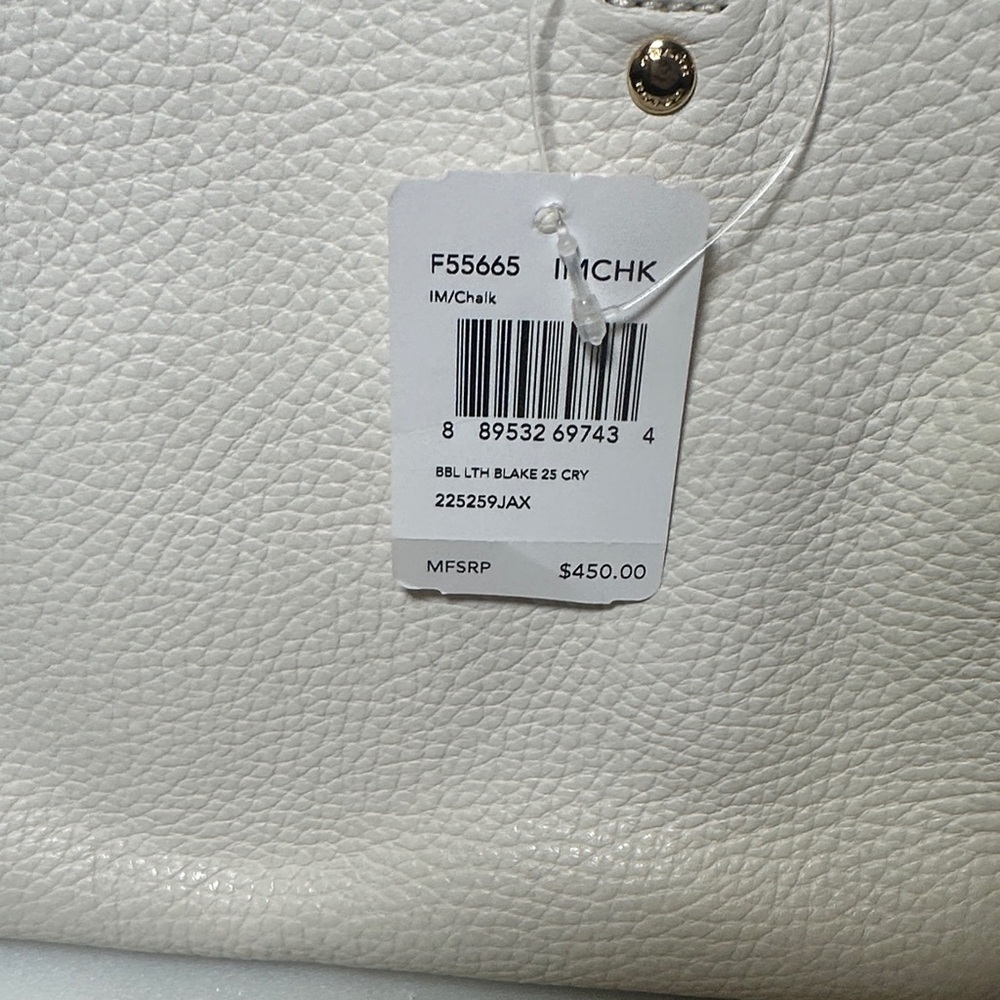 F55665 IMCHK
IM/Chalk
8 89532 69743 4
BBL LTH BLAKE 25 CRY
225259JAX
MFSRP $450.00